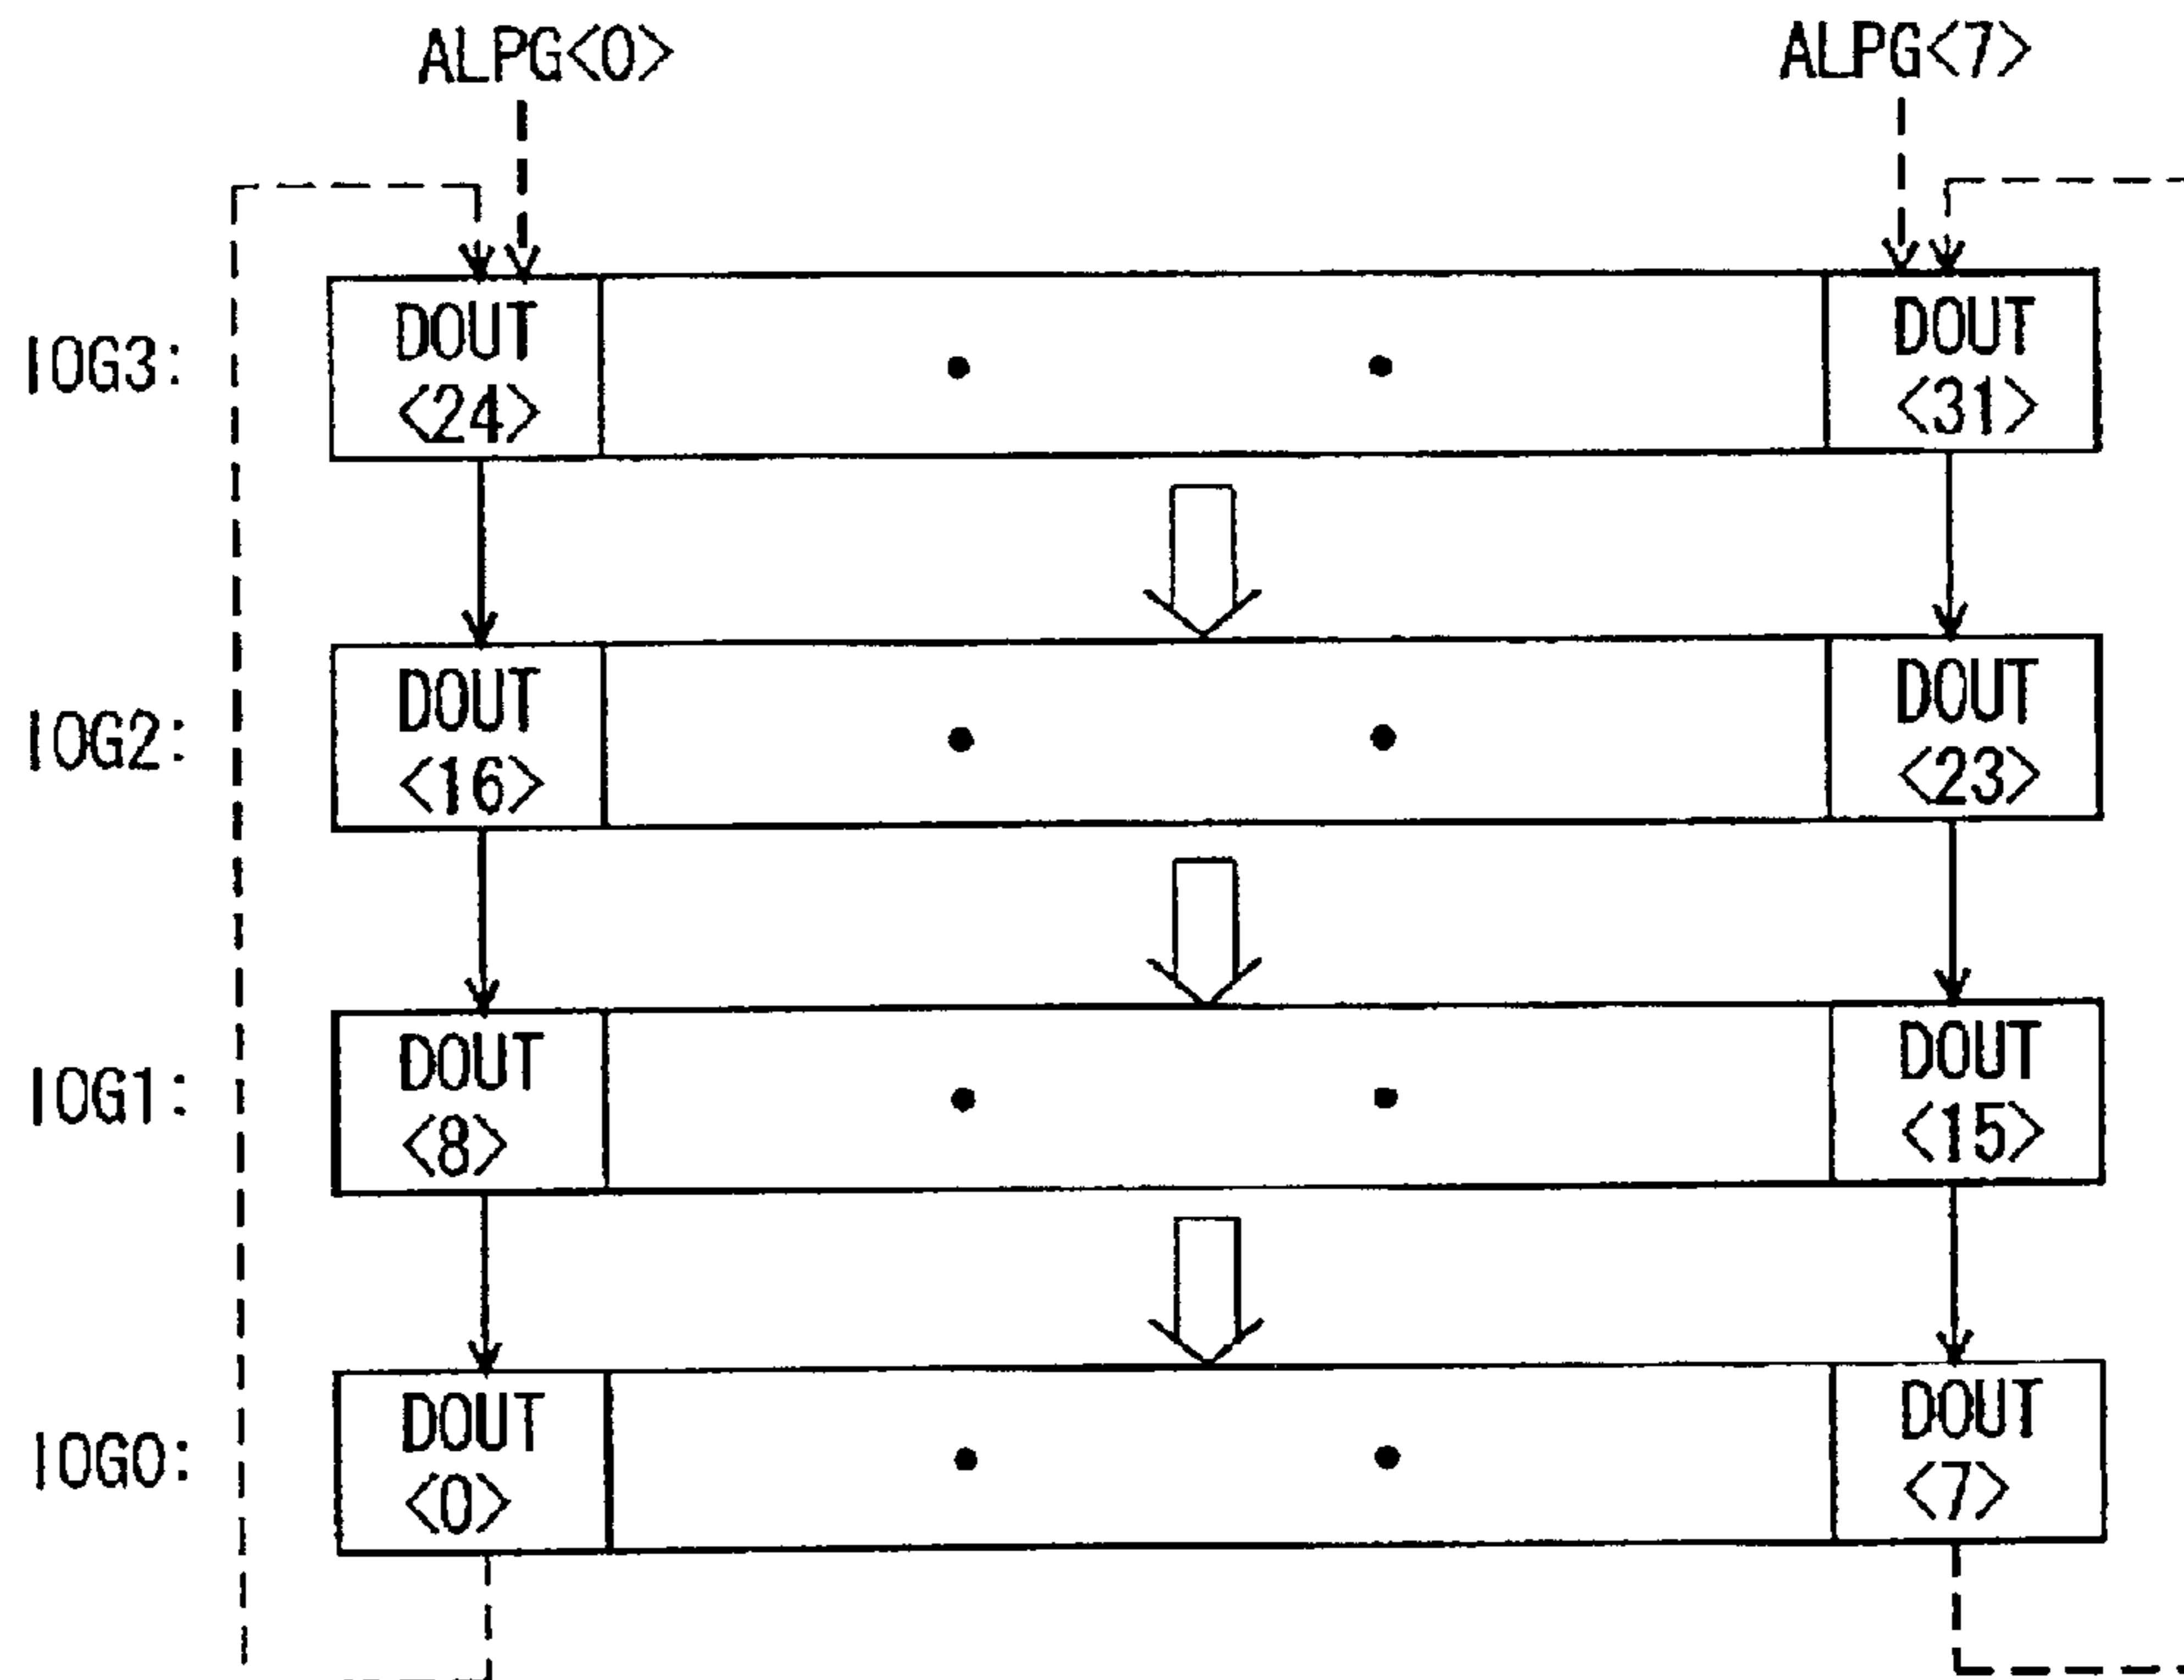 ALPG<0> ALPG<7>
IOG3: DOUT <24> DOUT <31>
IOG2: DOUT <16> DOUT <23>
IOG1: DOUT <8> DOUT <15>
IOG0: DOUT <0> DOUT <7>